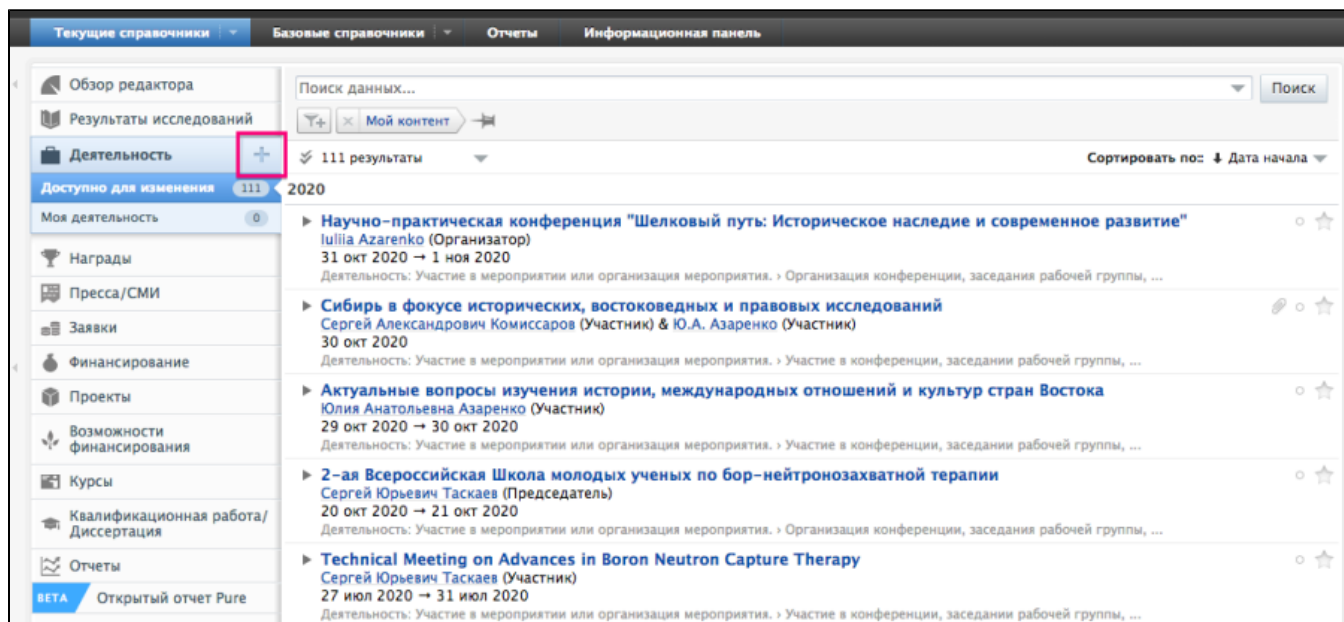 Текущие справочники Базовые справочники Отчеты Информационная панель
Обзор редактора
Результаты исследований
Деятельность
Доступно для изменения 111
Моя деятельность 0
Награды
Пресса/СМИ
Заявки
Финансирование
Проекты
Возможности
финансирования
Курсы
Квалификационная работа/
Диссертация
Отчеты
BETA Открытый отчет Pure
Поиск данных... Поиск
Мой контент
111 результаты Сортировать по:: Дата начала
2020
Научно-практическая конференция "Шелковый путь: Историческое наследие и современное развитие"
Iuliia Azarenko (Организатор)
31 окт 2020 → 1 ноя 2020
Деятельность: Участие в мероприятии или организация мероприятия. › Организация конференции, заседания рабочей группы, ...
Сибирь в фокусе исторических, востоковедных и правовых исследований
Сергей Александрович Комиссаров (Участник) & Ю.А. Азаренко (Участник)
30 окт 2020
Деятельность: Участие в мероприятии или организация мероприятия. › Участие в конференции, заседании рабочей группы, ...
Актуальные вопросы изучения истории, международных отношений и культур стран Востока
Юлия Анатольевна Азаренко (Участник)
29 окт 2020 → 30 окт 2020
Деятельность: Участие в мероприятии или организация мероприятия. › Участие в конференции, заседании рабочей группы, ...
2-ая Всероссийская Школа молодых ученых по бор-нейтронозахватной терапии
Сергей Юрьевич Таскаев (Председатель)
20 окт 2020 → 21 окт 2020
Деятельность: Участие в мероприятии или организация мероприятия. › Организация конференции, заседания рабочей группы, ...
Technical Meeting on Advances in Boron Neutron Capture Therapy
Сергей Юрьевич Таскаев (Участник)
27 июл 2020 → 31 июл 2020
Деятельность: Участие в мероприятии или организация мероприятия. › Участие в конференции, заседании рабочей группы, ...